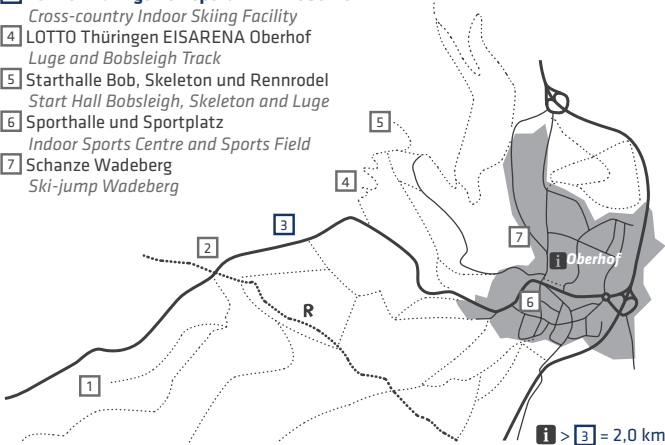 Cross-country Indoor Skiing Facility
4 LOTTO Thüringen EISARENA Oberhof
Luge and Bobsleigh Track
5 Starthalle Bob, Skeleton und Rennrodel
Start Hall Bobsleigh, Skeleton and Luge
6 Sporthalle und Sportplatz
Indoor Sports Centre and Sports Field
7 Schanze Wadeberg
Ski-jump Wadeberg
5
4
3
7
2
i Oberhof
6
R
1
i > 3 = 2,0 km